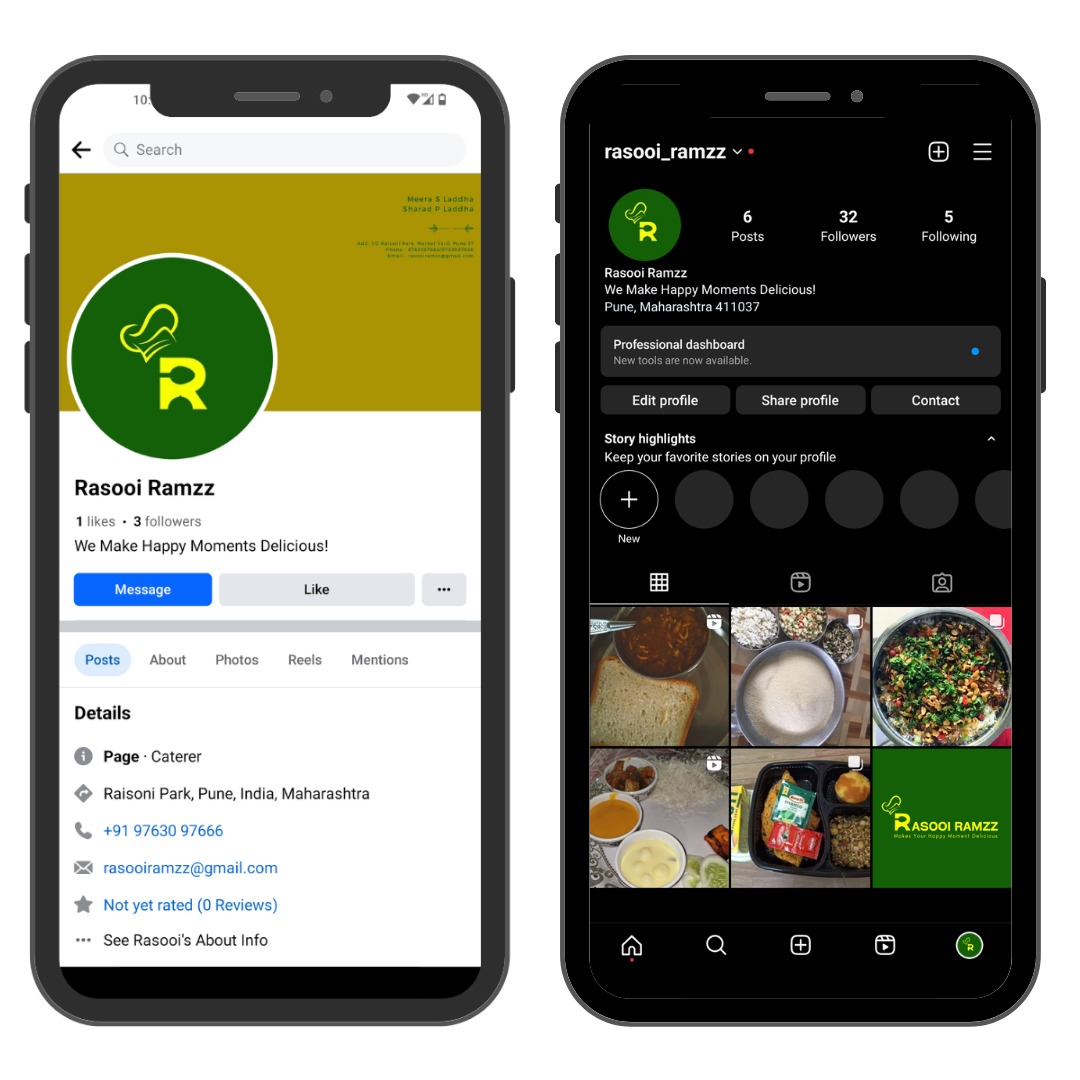 10:
Search
Meera S Laddha
Sharad P Laddha
Rasooi Ramzz
1 likes • 3 followers
We Make Happy Moments Delicious!
Message
Like
Posts
About
Photos
Reels
Mentions
Details
Page · Caterer
Raisoni Park, Pune, India, Maharashtra
+91 97630 97666
rasooiramzz@gmail.com
Not yet rated (0 Reviews)
See Rasooi's About Info
rasooi_ramzz
6
Posts
32
Followers
5
Following
Rasooi Ramzz
We Make Happy Moments Delicious!
Pune, Maharashtra 411037
Professional dashboard
New tools are now available.
Edit profile
Share profile
Contact
Story highlights
Keep your favorite stories on your profile
New
RASOOI RAMZZ
Makes Your Happy Moment Delicious